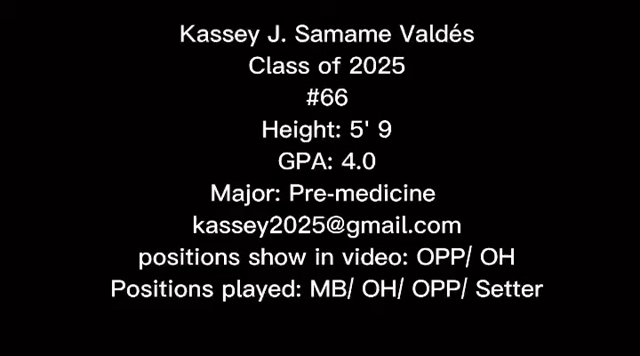 Kassey J. Samame Valdés
Class of 2025
#66
Height: 5' 9
GPA: 4.0
Major: Pre-medicine
kassey2025@gmail.com
positions show in video: OPP/ OH
Positions played: MB/ OH/ OPP/ Setter